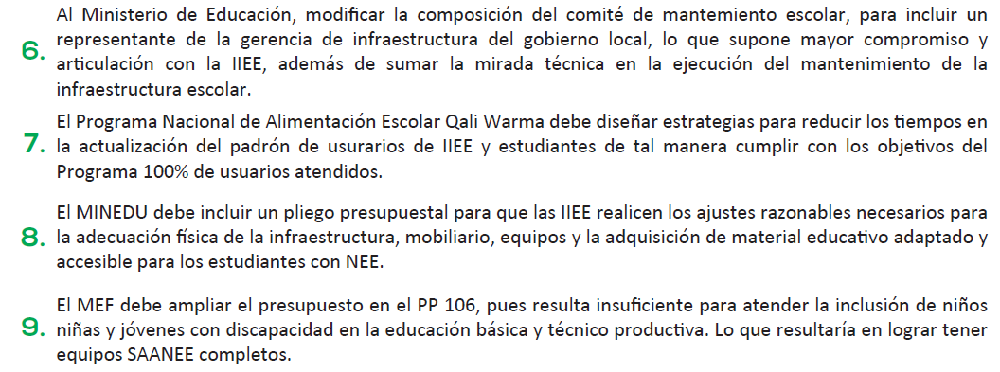 Al Ministerio de Educación, modificar la composición del comité de mantemiento escolar, para incluir un
6. representante de la gerencia de infraestructura del gobierno local, lo que supone mayor compromiso y
articulación con la IIEE, además de sumar la mirada técnica en la ejecución del mantenimiento de la
infraestructura escolar.
El Programa Nacional de Alimentación Escolar Qali Warma debe diseñar estrategias para reducir los tiempos en
7. la actualización del padrón de usurarios de IIEE y estudiantes de tal manera cumplir con los objetivos del
Programa 100% de usuarios atendidos.
El MINEDU debe incluir un pliego presupuestal para que las IIEE realicen los ajustes razonables necesarios para
8. la adecuación física de la infraestructura, mobiliario, equipos y la adquisición de material educativo adaptado y
accesible para los estudiantes con NEE.
El MEF debe ampliar el presupuesto en el PP 106, pues resulta insuficiente para atender la inclusión de niños
9. niñas y jóvenes con discapacidad en la educación básica y técnico productiva. Lo que resultaría en lograr tener
equipos SAANEE completos.